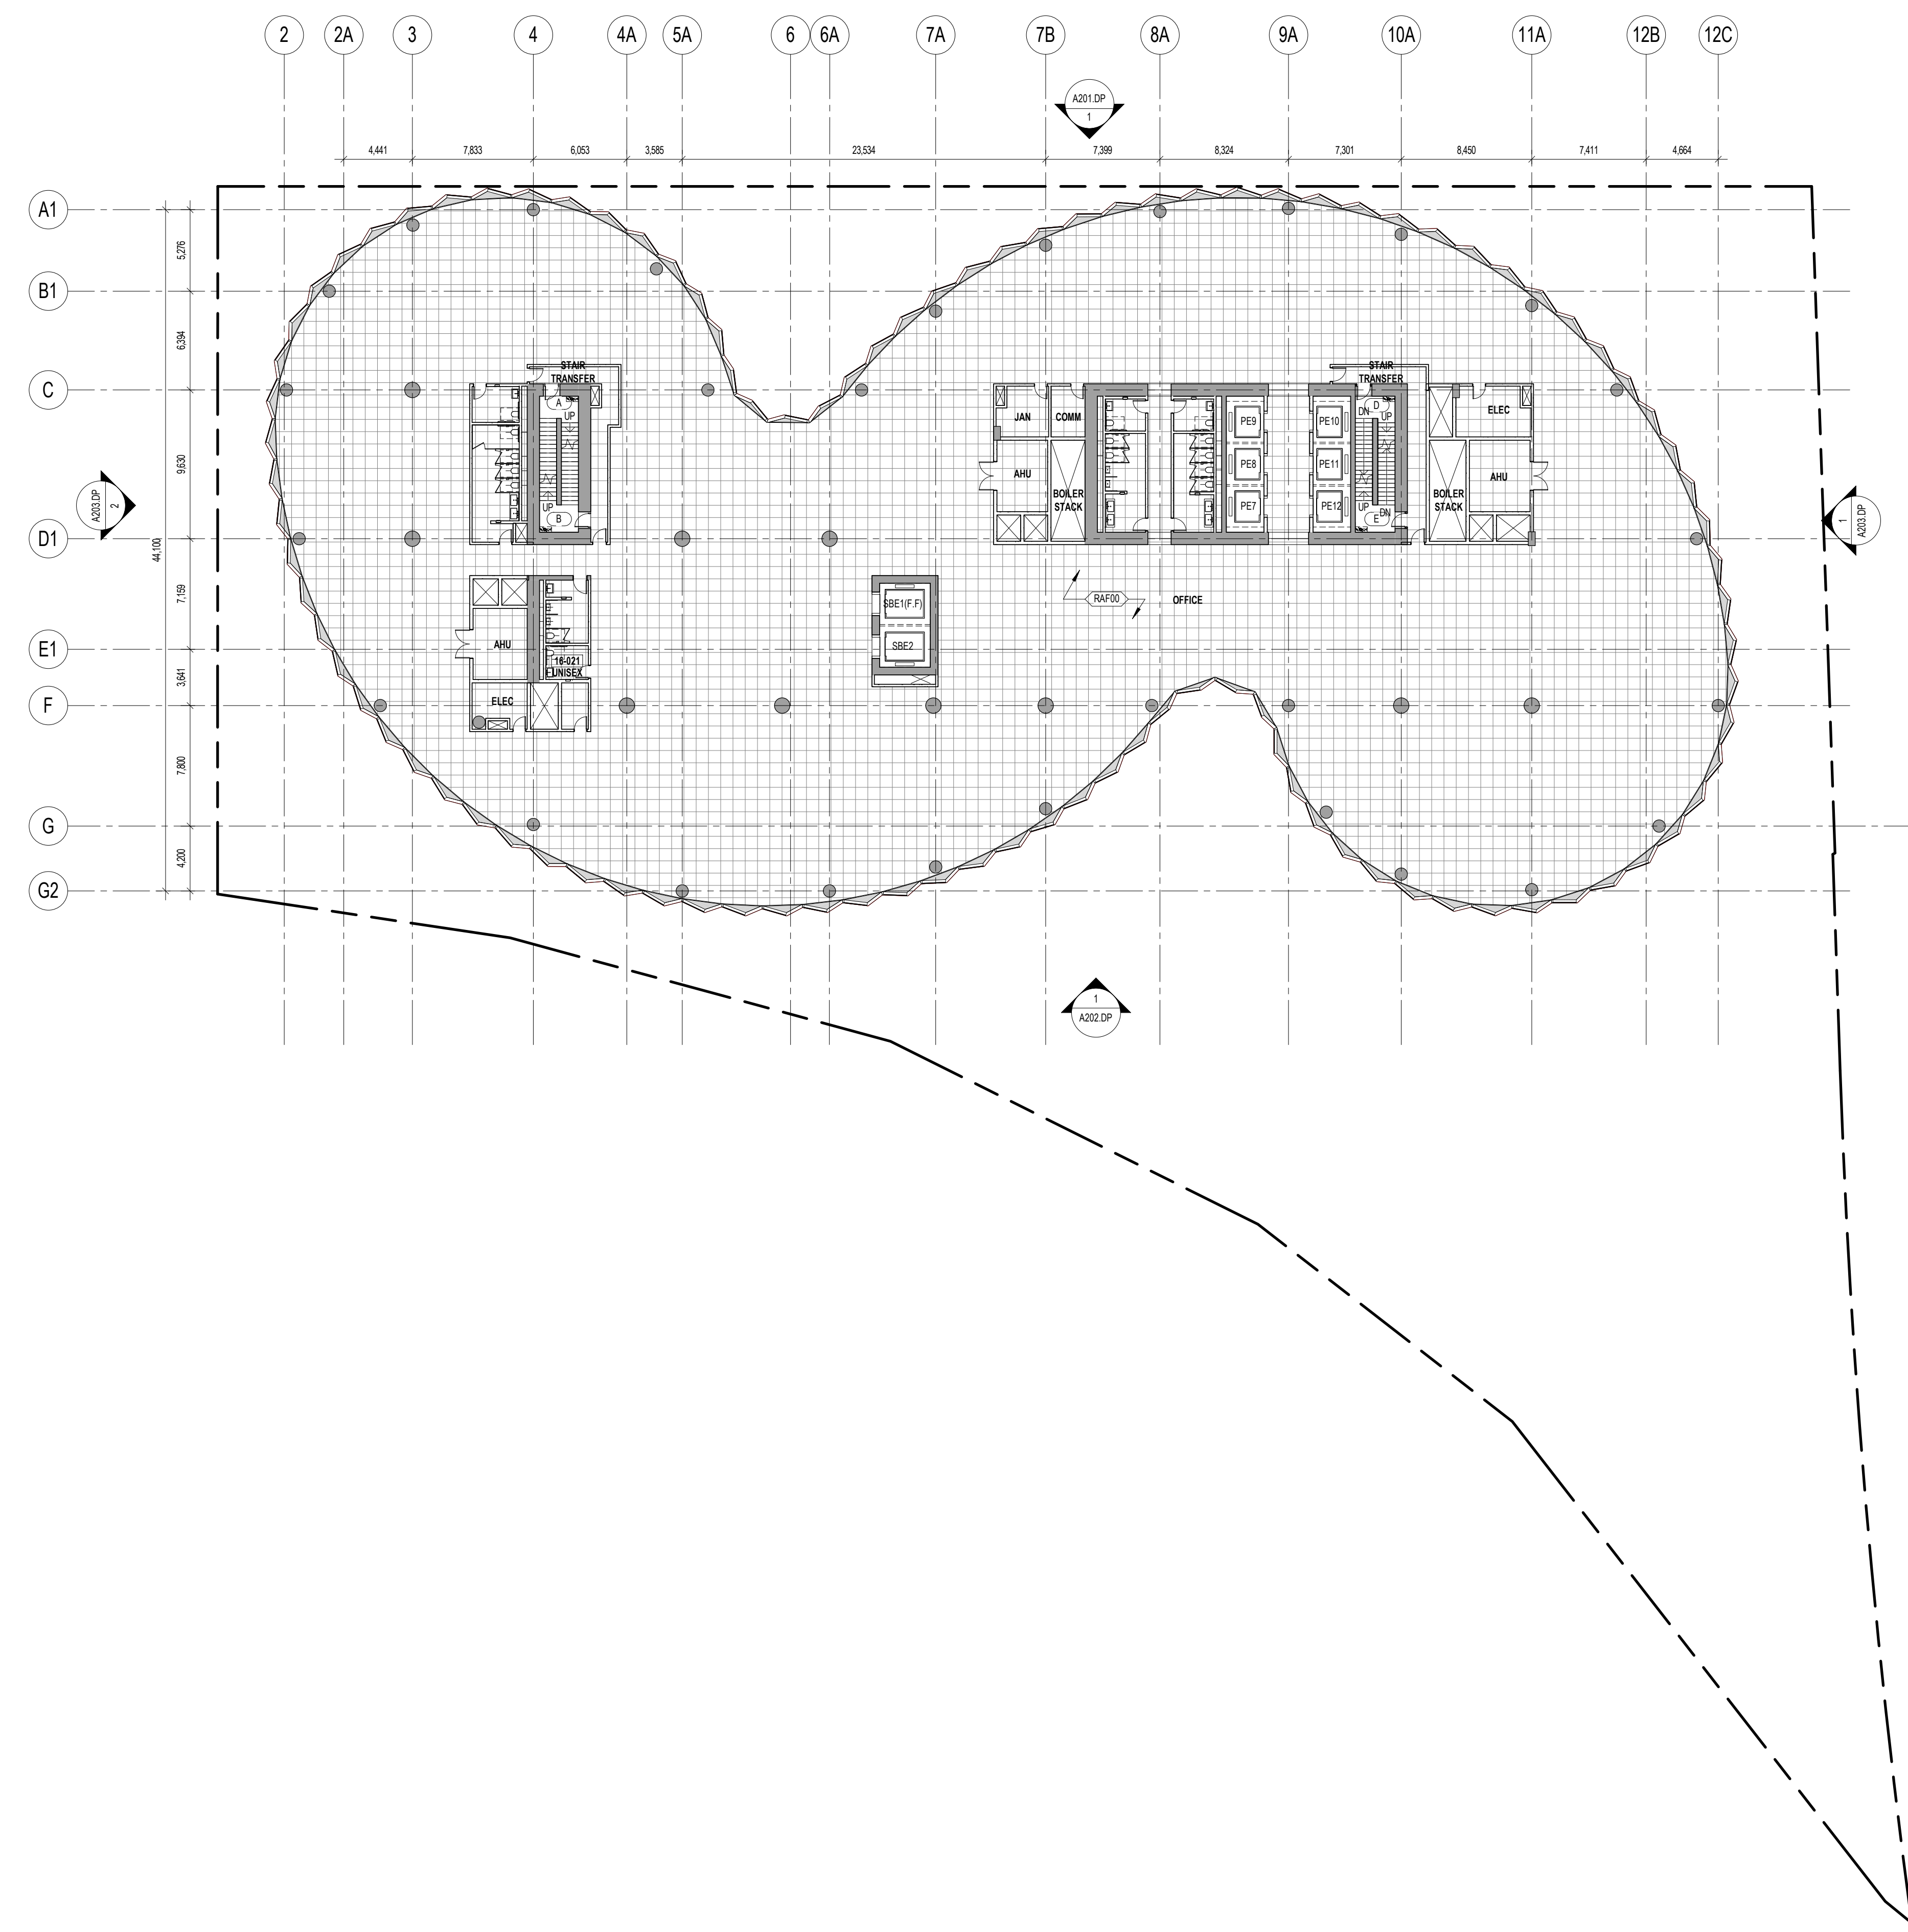 2 2A 3 4 4A 5A 6 6A 7A 7B 8A 9A 10A 11A 12B 12C
A201.DP
1
4,441 7,833 6,053 3,585 23,534 7,399 8,324 7,301 8,450 7,411 4,664
A1
5,276
B1
6,394
C
9,630
D1
44,100
7,159
E1
3,641
F
7,800
G
4,200
G2
A203.DP
2
STAIR
TRANSFER
A
UP
UP
B
AHU
16-021
UNISEX
ELEC
SBE1(F.F)
SBE2
JAN
COMM
AHU
BOILER
STACK
PE9
PE8
PE7
PE10
PE11
PE12
STAIR
TRANSFER
D
DN
UP
UP
DN
E
ELEC
BOILER
STACK
AHU
RAF00
OFFICE
1
A203.DP
1
A202.DP